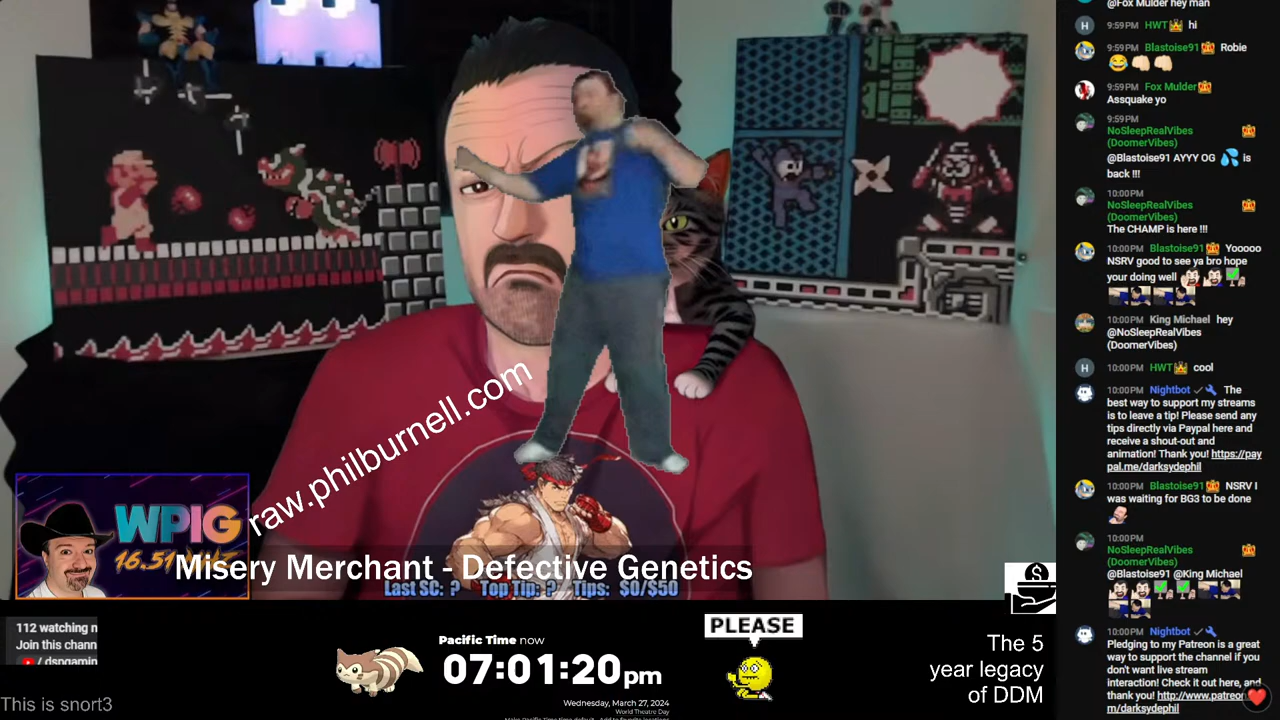 @Fox Mulder hey man
H 9:59PM HWT hi
9:59PM Blastoise91 Robie
9:59PM Fox Mulder
Assquake yo
9:59PM
NoSleepRealVibes
(DoomerVibes)
@Blastoise91 AYYY OG is
back !!!
10:00PM
NoSleepRealVibes
(DoomerVibes)
The CHAMP is here !!!
10:00PM Blastoise91 Yooooo
NSRV good to see ya bro hope
your doing well
10:00PM King Michael hey
@NoSleepRealVibes
(DoomerVibes)
H 10:00PM HWT cool
10:00PM Nightbot The
best way to support my streams
is to leave a tip! Please send any
tips directly via Paypal here and
receive a shout-out and
animation! Thank you! https://pay
pal.me/darksydephil
10:00PM Blastoise91 NSRV I
was waiting for BG3 to be done
10:00PM
NoSleepRealVibes
(DoomerVibes)
@Blastoise91 @King Michael
10:00PM Nightbot
Pledging to my Patreon is a great
way to support the channel if you
don't want live stream
interaction! Check it out here, and
thank you! http://www.patreo
m/darksydephil
raw.philburnell.com
WPIG
16.51
Misery Merchant - Defective Genetics
Last SC: ? Top Tip: ? Tips: $0/$50
112 watching n
Join this chann
/ dspgamin
This is snort3
Pacific Time now
07:01:20pm
Wednesday, March 27, 2024
World Theatre Day
PLEASE
The 5
year legacy
of DDM